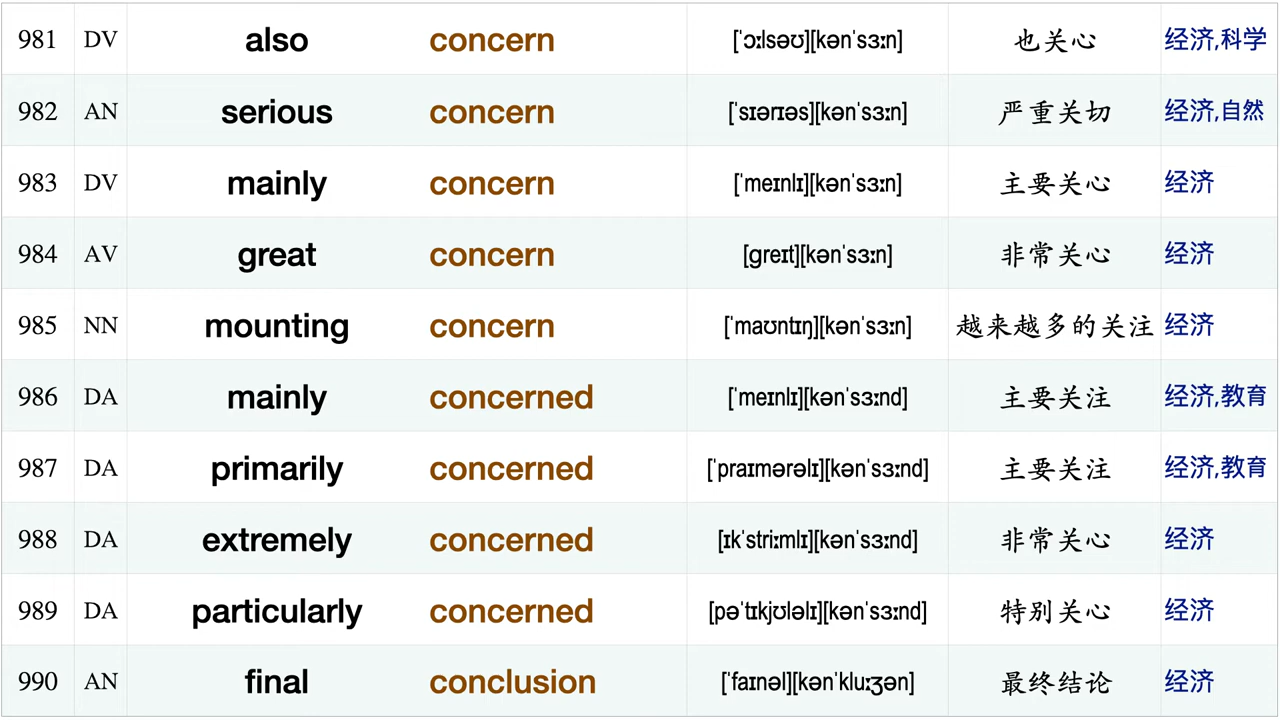 981 DV also concern [ˈɔːlsəʊ][kənˈsɜːn] 也关心 经济,科学
982 AN serious concern [ˈsɪərɪəs][kənˈsɜːn] 严重关切 经济,自然
983 DV mainly concern [ˈmeɪnlɪ][kənˈsɜːn] 主要关心 经济
984 AV great concern [ɡreɪt][kənˈsɜːn] 非常关心 经济
985 NN mounting concern [ˈmaʊntɪŋ][kənˈsɜːn] 越来越多的关注 经济
986 DA mainly concerned [ˈmeɪnlɪ][kənˈsɜːnd] 主要关注 经济,教育
987 DA primarily concerned [ˈpraɪmərəlɪ][kənˈsɜːnd] 主要关注 经济,教育
988 DA extremely concerned [ɪkˈstriːmlɪ][kənˈsɜːnd] 非常关心 经济
989 DA particularly concerned [pəˈtɪkjʊləlɪ][kənˈsɜːnd] 特别关心 经济
990 AN final conclusion [ˈfaɪnəl][kənˈkluːʒən] 最终结论 经济